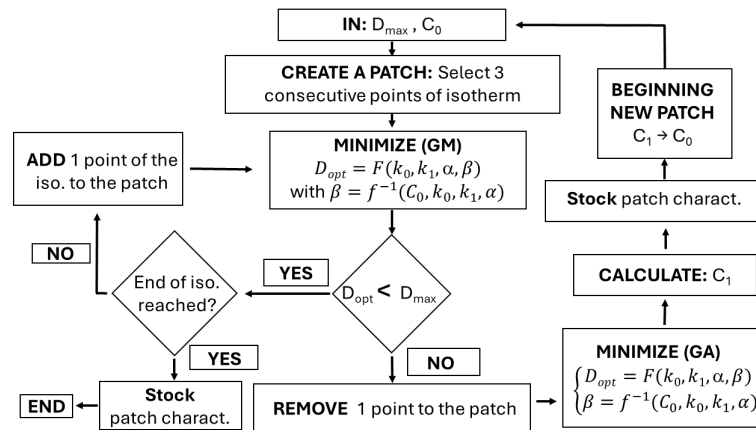 IN: Dmax , C0
CREATE A PATCH: Select 3
consecutive points of isotherm
MINIMIZE (GM)
Dopt = F(k0, k1, α, β)
with β = f−1(C0, k0, k1, α)
ADD 1 point of the
iso. to the patch
NO
End of iso.
reached?
YES
Dopt < Dmax
YES
Stock
patch charact.
END
NO
REMOVE 1 point to the patch
MINIMIZE (GA)
{Dopt = F(k0, k1, α, β)
β = f−1(C0, k0, k1, α)
CALCULATE: C1
Stock patch charact.
BEGINNING
NEW PATCH
C1 → C0